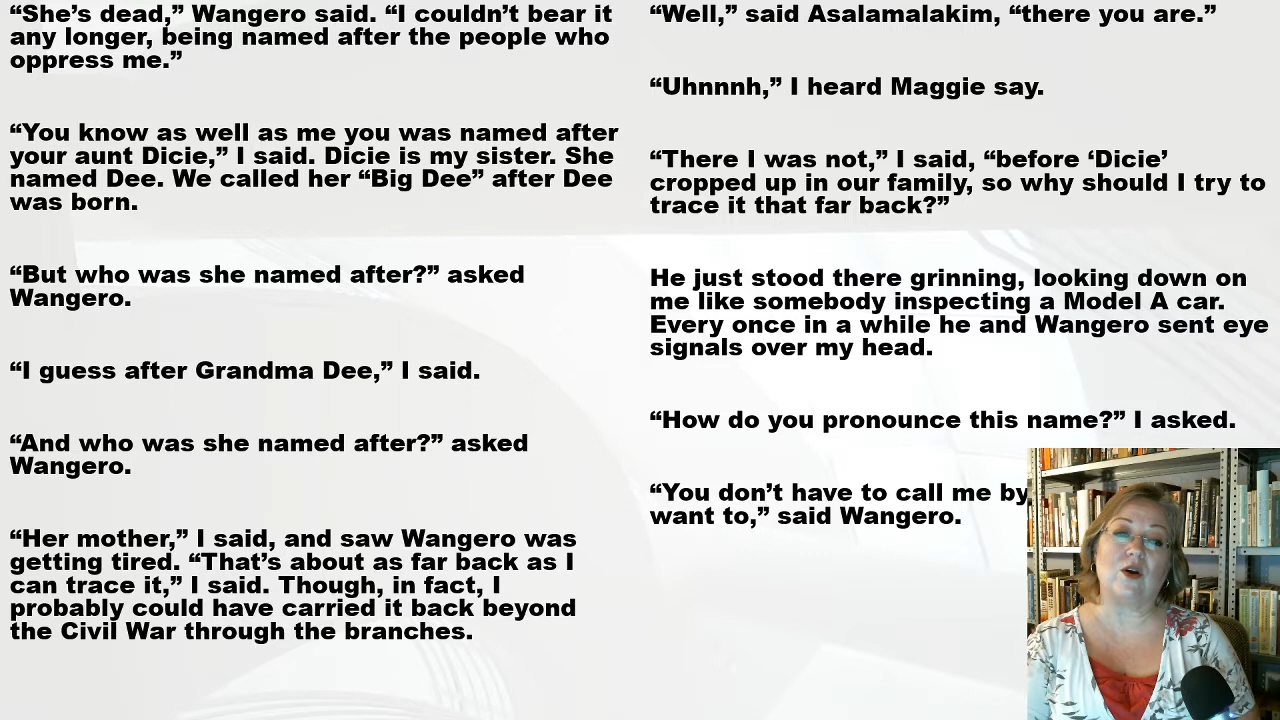 “She’s dead,” Wangero said. “I couldn’t bear it
any longer, being named after the people who
oppress me.”
“You know as well as me you was named after
your aunt Dicie,” I said. Dicie is my sister. She
named Dee. We called her “Big Dee” after Dee
was born.
“But who was she named after?” asked
Wangero.
“I guess after Grandma Dee,” I said.
“And who was she named after?” asked
Wangero.
“Her mother,” I said, and saw Wangero was
getting tired. “That’s about as far back as I
can trace it,” I said. Though, in fact, I
probably could have carried it back beyond
the Civil War through the branches.
“Well,” said Asalamalakim, “there you are.”
“Uhnnnh,” I heard Maggie say.
“There I was not,” I said, “before ‘Dicie’
cropped up in our family, so why should I try to
trace it that far back?”
He just stood there grinning, looking down on
me like somebody inspecting a Model A car.
Every once in a while he and Wangero sent eye
signals over my head.
“How do you pronounce this name?” I asked.
“You don’t have to call me by
want to,” said Wangero.